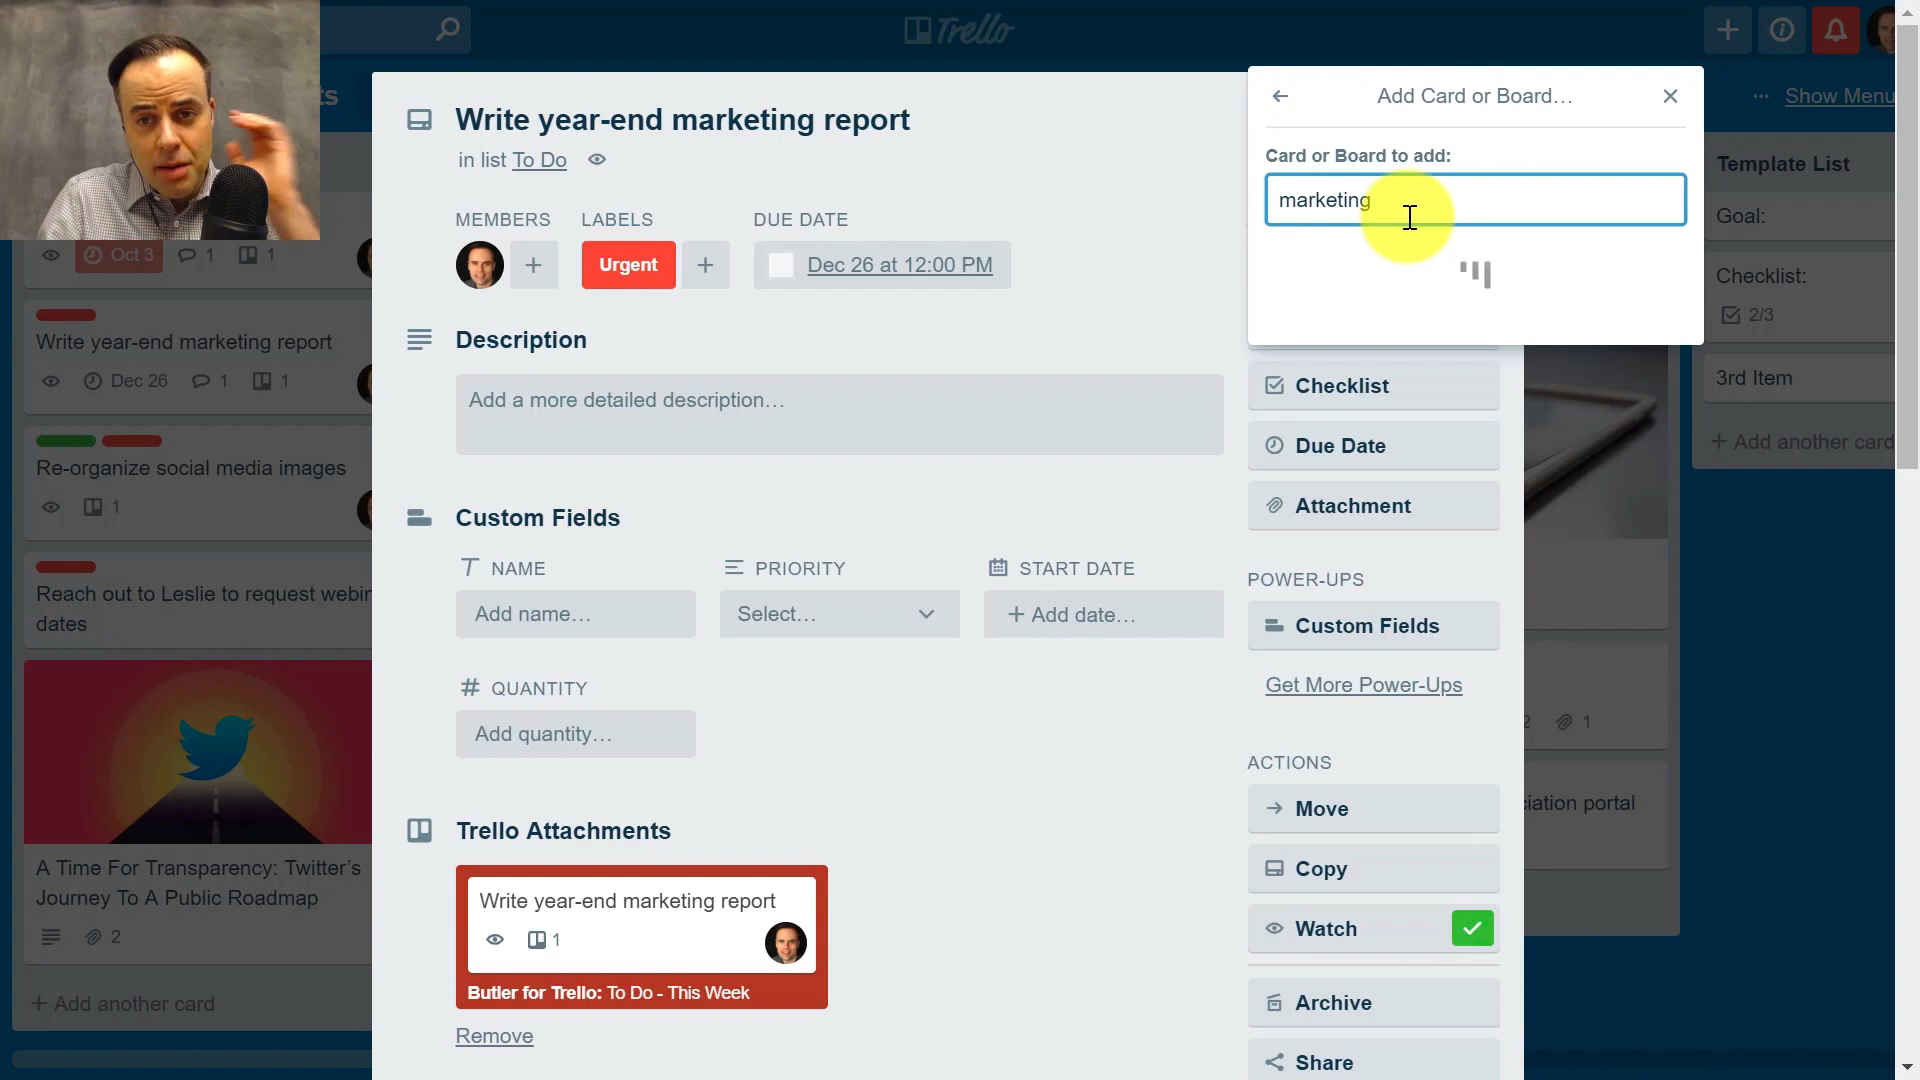 Trello
ts
Show Menu
Oct 3
1
1
Write year-end marketing report
Dec 26
1
1
Re-organize social media images
1
Reach out to Leslie to request webin
dates
A Time For Transparency: Twitter's
Journey To A Public Roadmap
2
+ Add another card
Write year-end marketing report
in list To Do
MEMBERS
LABELS
DUE DATE
+
Urgent
+
Dec 26 at 12:00 PM
Description
Add a more detailed description…
Custom Fields
NAME
PRIORITY
START DATE
Add name…
Select…
+ Add date…
# QUANTITY
Add quantity…
Trello Attachments
Write year-end marketing report
1
Butler for Trello: To Do - This Week
Remove
Add Card or Board…
Card or Board to add:
marketing
Checklist
Due Date
Attachment
POWER-UPS
Custom Fields
Get More Power-Ups
ACTIONS
Move
Copy
Watch
Archive
Share
2
1
ciation portal
Template List
Goal:
Checklist:
2/3
3rd Item
+ Add another card